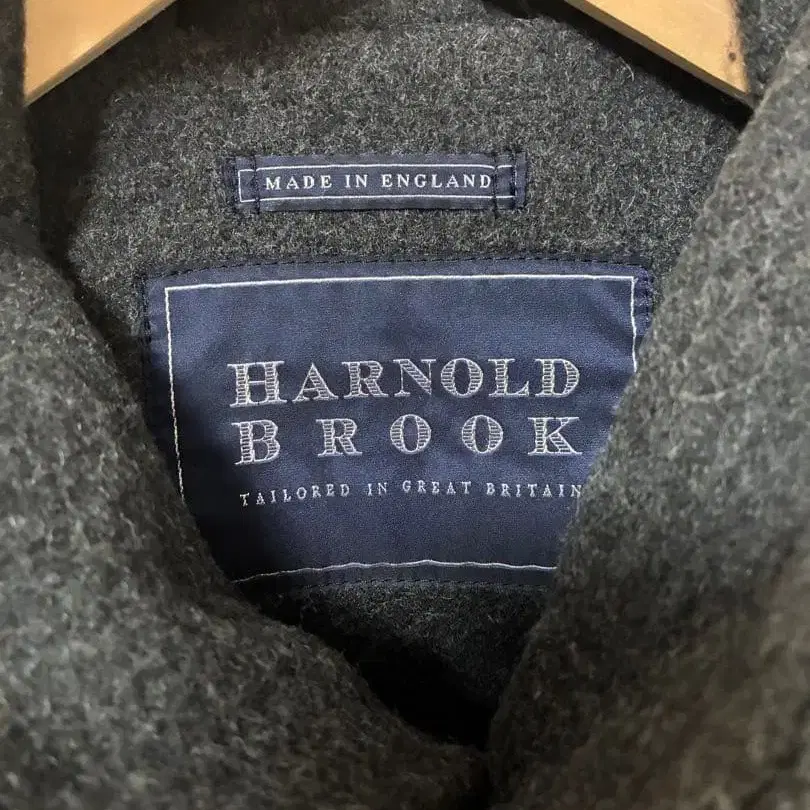 MADE IN ENGLAND
HARNOLD
BROOK
TAILORED IN GREAT BRITAIN